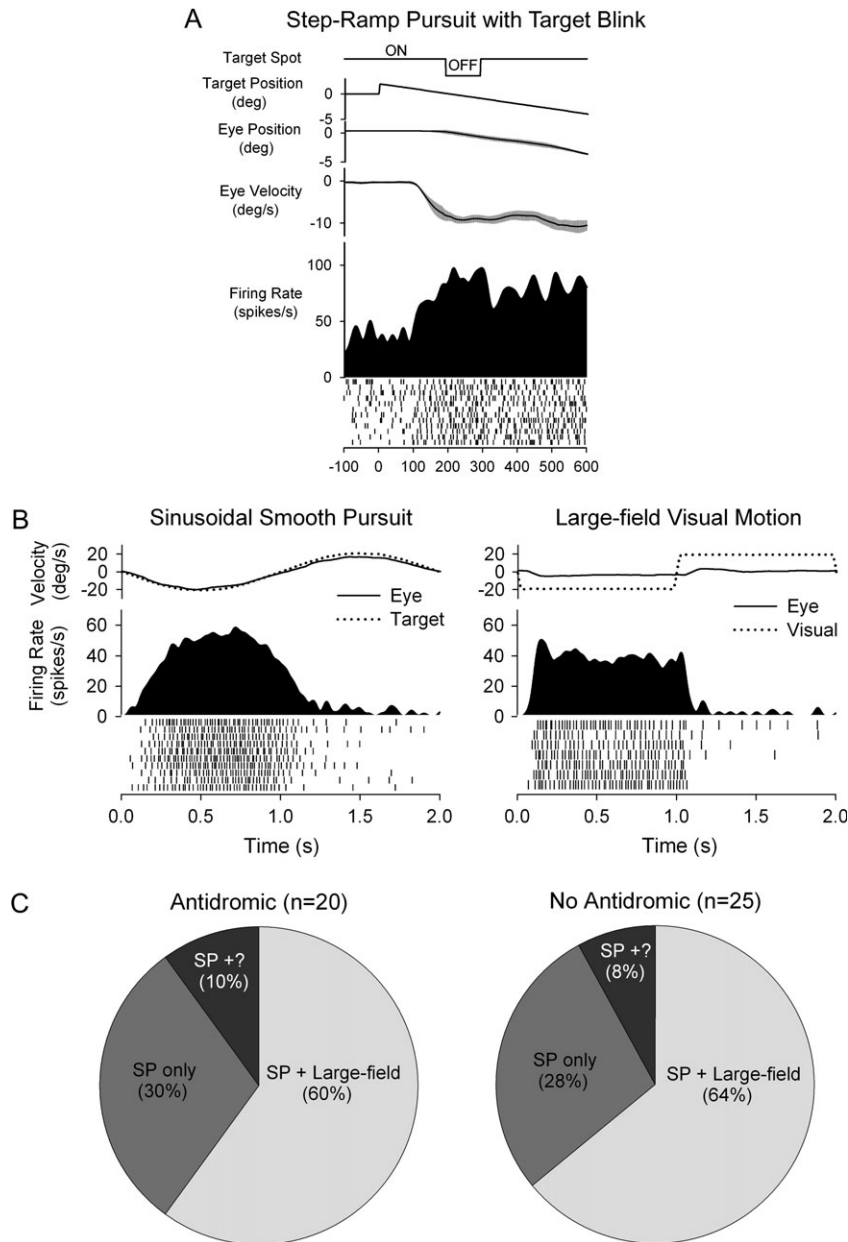 A
Step-Ramp Pursuit with Target Blink
Target Spot
ON
OFF
Target Position
(deg)
0
-5
Eye Position
(deg)
0
-5
Eye Velocity
(deg/s)
0
-10
Firing Rate
(spikes/s)
100
50
0
-100 0 100 200 300 400 500 600
B
Sinusoidal Smooth Pursuit
Velocity
(deg/s)
20
0
-20
Eye
Target
Firing Rate
(spikes/s)
60
40
20
0
0.0 0.5 1.0 1.5 2.0
Time (s)
Large-field Visual Motion
20
0
-20
Eye
Visual
60
40
20
0
0.0 0.5 1.0 1.5 2.0
Time (s)
C
Antidromic (n=20)
SP +?
(10%)
SP only
(30%)
SP + Large-field
(60%)
No Antidromic (n=25)
SP +?
(8%)
SP only
(28%)
SP + Large-field
(64%)